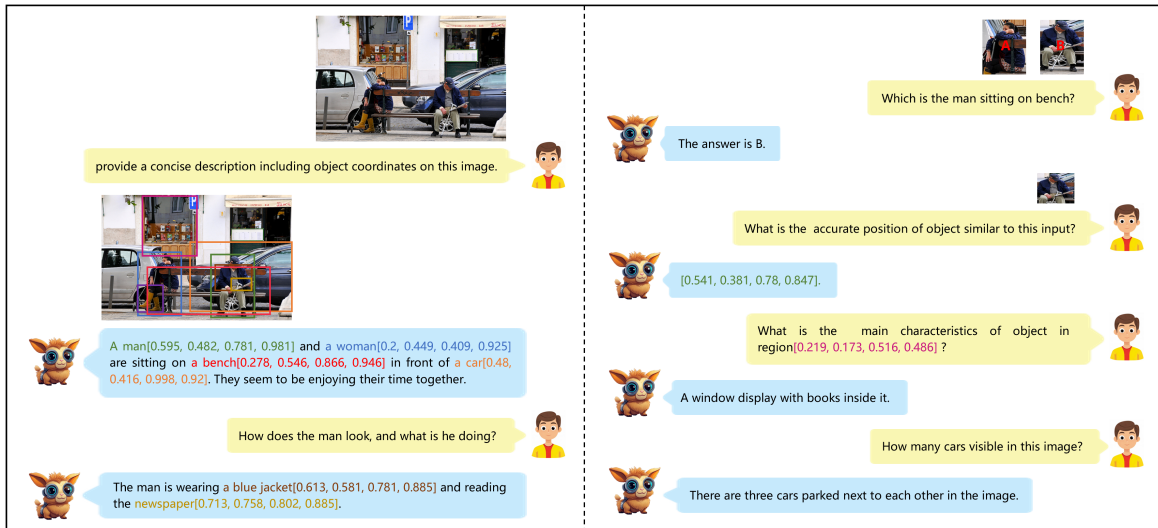 provide a concise description including object coordinates on this image.
A man[0.595, 0.482, 0.781, 0.981] and a woman[0.2, 0.449, 0.409, 0.925]
are sitting on a bench[0.278, 0.546, 0.866, 0.946] in front of a car[0.48,
0.416, 0.998, 0.92]. They seem to be enjoying their time together.
How does the man look, and what is he doing?
The man is wearing a blue jacket[0.613, 0.581, 0.781, 0.885] and reading
the newspaper[0.713, 0.758, 0.802, 0.885].
A B
Which is the man sitting on bench?
The answer is B.
What is the accurate position of object similar to this input?
[0.541, 0.381, 0.78, 0.847].
What is the main characteristics of object in
region[0.219, 0.173, 0.516, 0.486] ?
A window display with books inside it.
How many cars visible in this image?
There are three cars parked next to each other in the image.